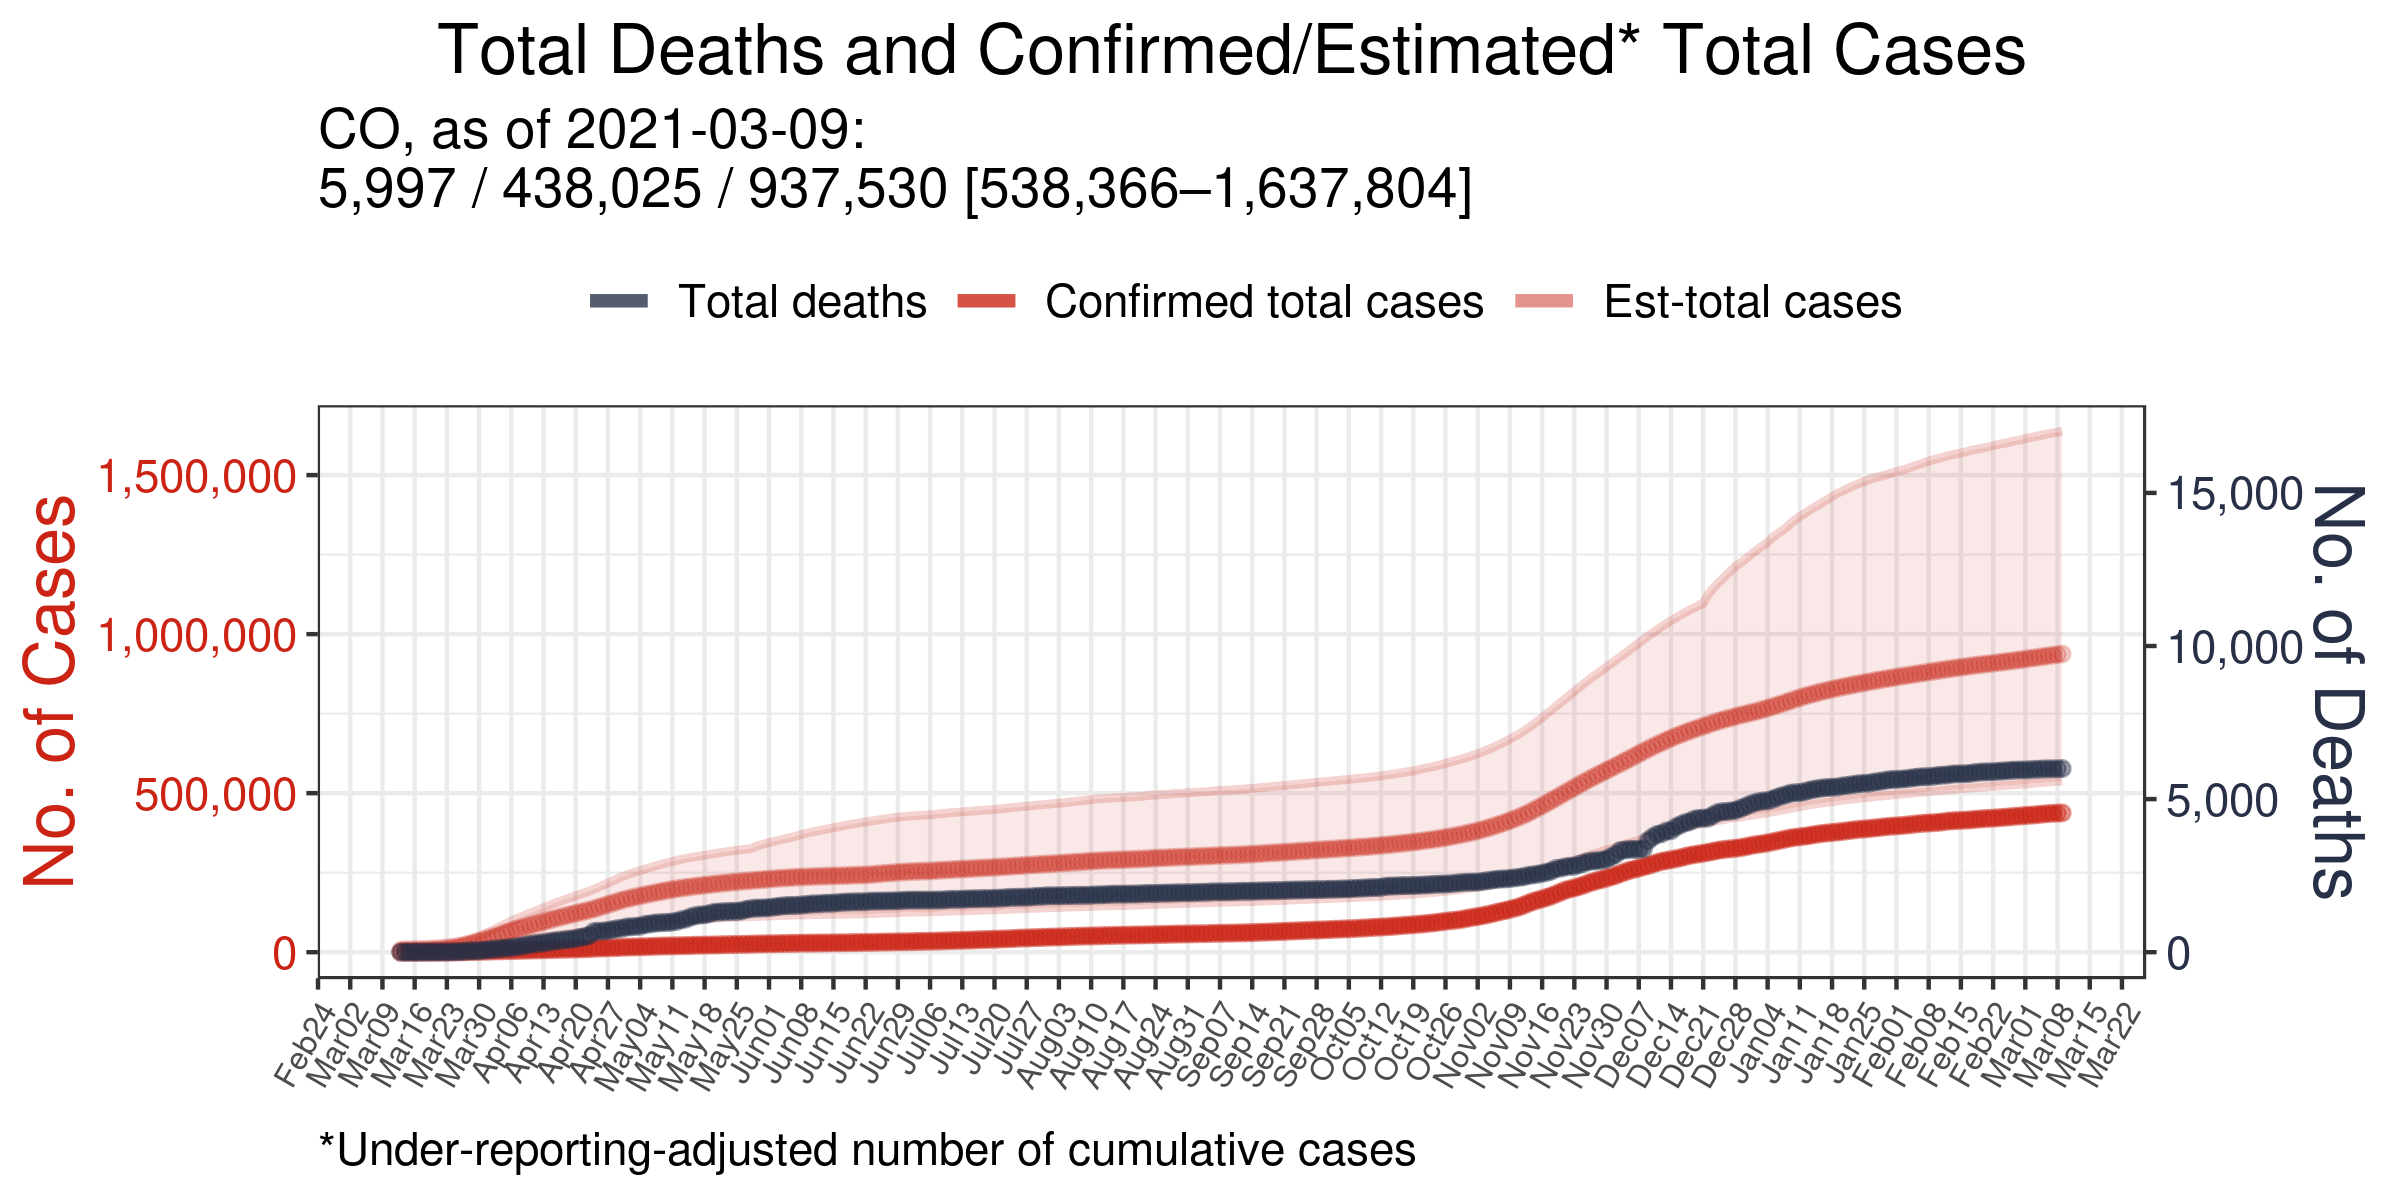 Total Deaths and Confirmed/Estimated* Total Cases
CO, as of 2021-03-09:
5,997 / 438,025 / 937,530 [538,366–1,637,804]
Total deaths
Confirmed total cases
Est-total cases
No. of Cases
1,500,000
1,000,000
500,000
0
15,000
10,000
5,000
0
No. of Deaths
Feb24
Mar02
Mar09
Mar16
Mar23
Mar30
Apr06
Apr13
Apr20
Apr27
May04
May11
May18
May25
Jun01
Jun08
Jun15
Jun22
Jun29
Jul06
Jul13
Jul20
Jul27
Aug03
Aug10
Aug17
Aug24
Aug31
Sep07
Sep14
Sep21
Sep28
Oct05
Oct12
Oct19
Oct26
Nov02
Nov09
Nov16
Nov23
Nov30
Dec07
Dec14
Dec21
Dec28
Jan04
Jan11
Jan18
Jan25
Feb01
Feb08
Feb15
Feb22
Mar01
Mar08
Mar15
Mar22
*Under-reporting-adjusted number of cumulative cases